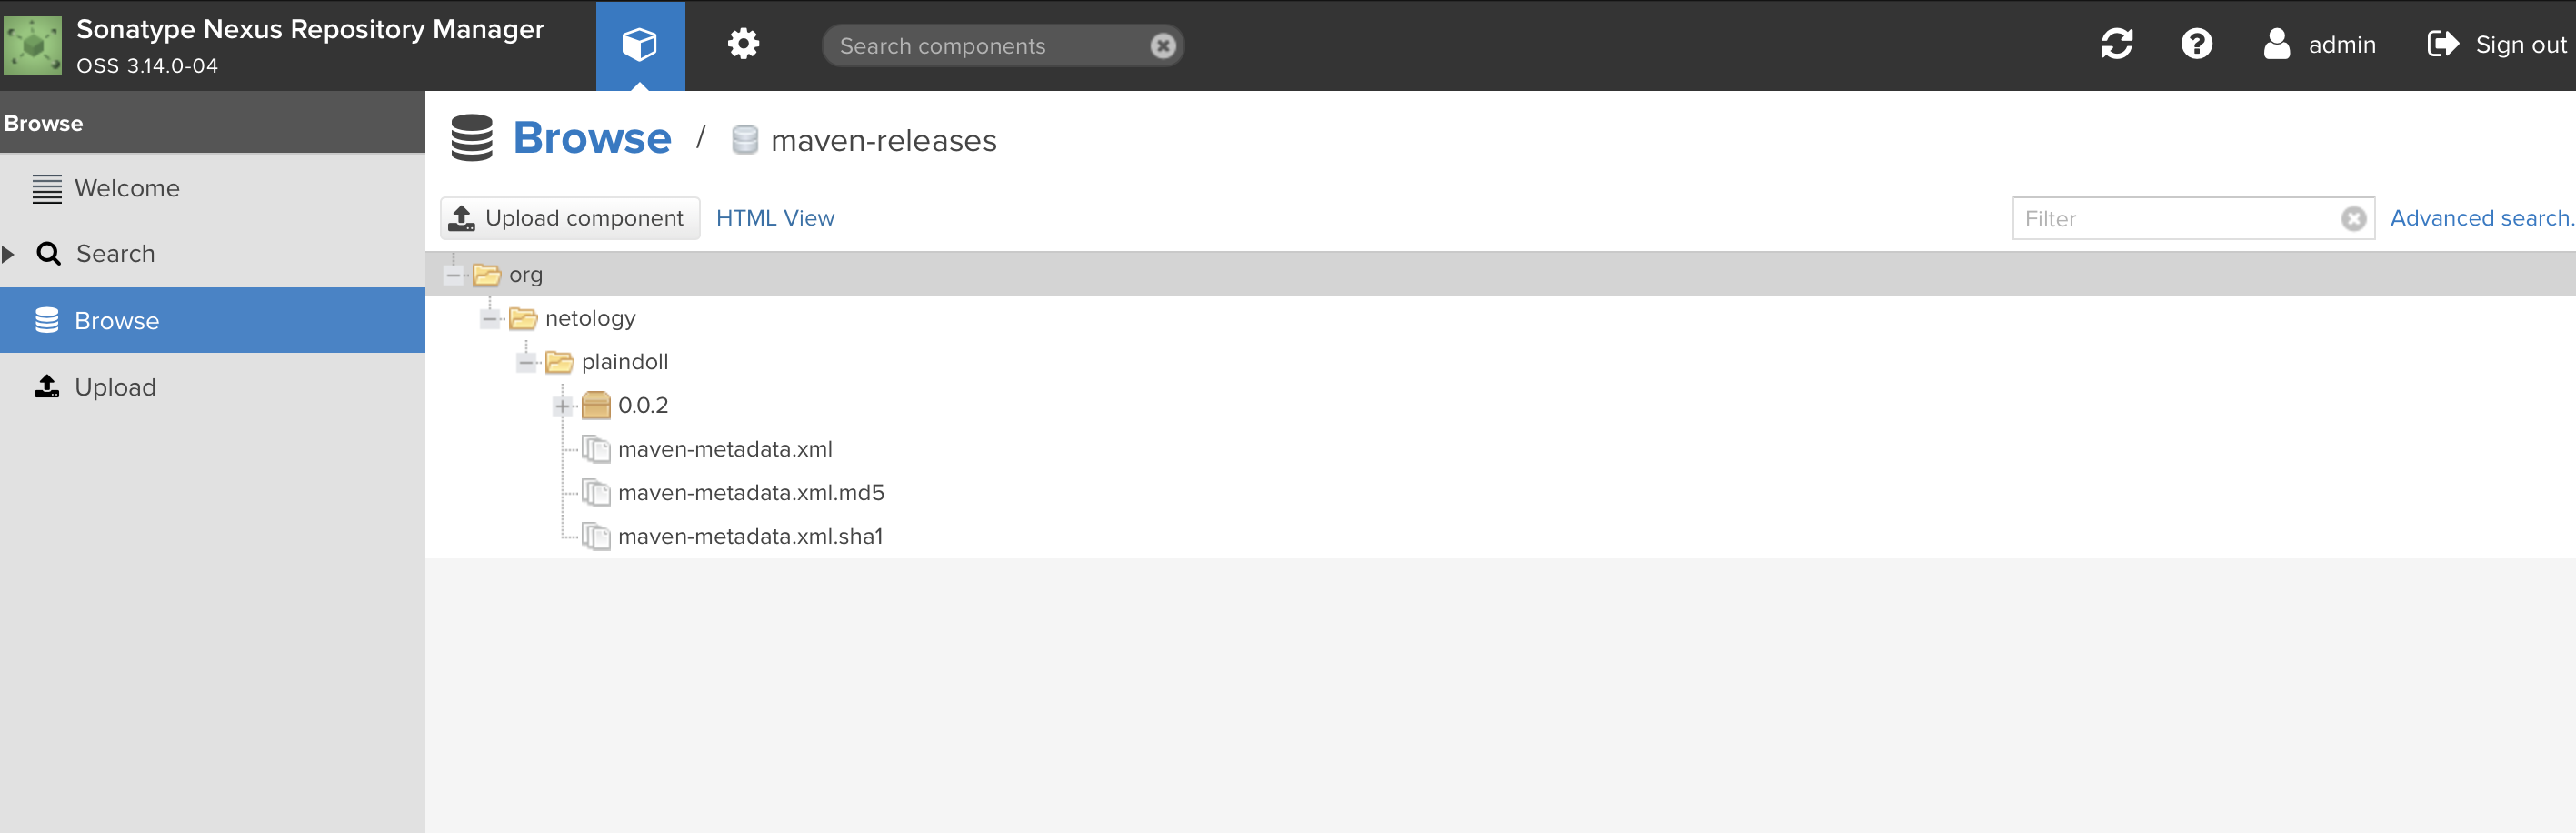 Sonatype Nexus Repository Manager
OSS 3.14.0-04
Search components
admin
Sign out
Browse
Welcome
Search
Browse
Upload
Browse / maven-releases
Upload component
HTML View
Filter
Advanced search.
org
netology
plaindoll
0.0.2
maven-metadata.xml
maven-metadata.xml.md5
maven-metadata.xml.sha1